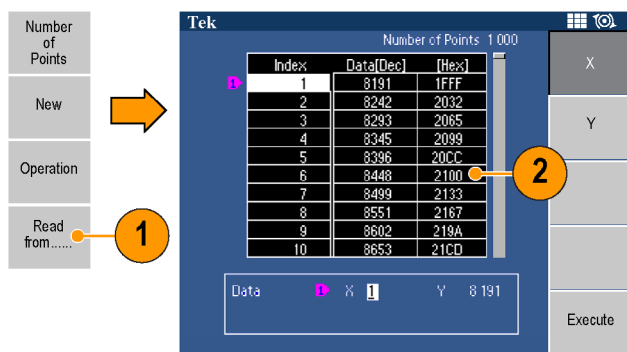 Number
of
Points
New
Operation
Read
from......
1
Tek
Number of Points 1 000
Index Data[Dec] [Hex]
1 1 8191 1FFF
2 8242 2032
3 8293 2065
4 8345 2099
5 8396 20CC
6 8448 2100
7 8499 2133
8 8551 2167
9 8602 219A
10 8653 21CD
2
Data 1 X 1 Y 8 191
X
Y
Execute